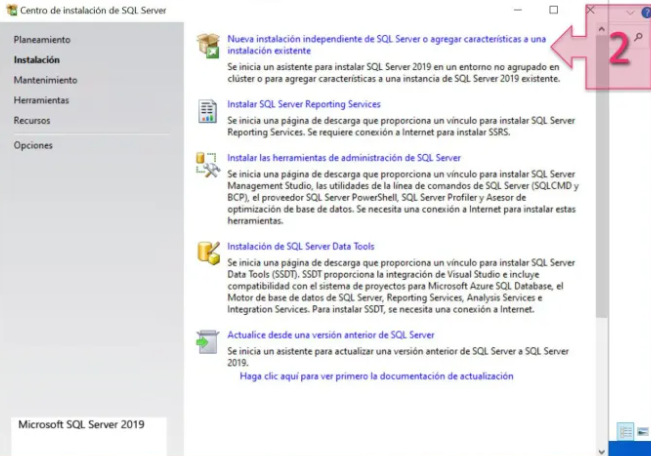 Centro de instalación de SQL Server
Planeamiento
Instalación
Mantenimiento
Herramientas
Recursos
Opciones
Nueva instalación independiente de SQL Server o agregar características a una
instalación existente
Se inicia un asistente para instalar SQL Server 2019 en un entorno no agrupado en
clúster o para agregar características a una instancia de SQL Server 2019 existente.
2
Instalar SQL Server Reporting Services
Se inicia una página de descarga que proporciona un vínculo para instalar SQL Server
Reporting Services. Se requiere conexión a Internet para instalar SSRS.
Instalar las herramientas de administración de SQL Server
Se inicia una página de descarga que proporciona un vínculo para instalar SQL Server
Management Studio, las utilidades de la línea de comandos de SQL Server (SQLCMD y
BCP), el proveedor SQL Server PowerShell, SQL Server Profiler y Asesor de
optimización de base de datos. Se necesita una conexión a Internet para instalar estas
herramientas.
Instalación de SQL Server Data Tools
Se inicia una página de descarga que proporciona un vínculo para instalar SQL Server
Data Tools (SSDT). SSDT proporciona la integración de Visual Studio e incluye
compatibilidad con el sistema de proyectos para Microsoft Azure SQL Database, el
Motor de base de datos de SQL Server, Reporting Services, Analysis Services e
Integration Services. Para instalar SSDT, se necesita una conexión a Internet.
Actualice desde una versión anterior de SQL Server
Se inicia un asistente para actualizar una versión anterior de SQL Server a SQL Server
2019.
Haga clic aquí para ver primero la documentación de actualización
Microsoft SQL Server 2019